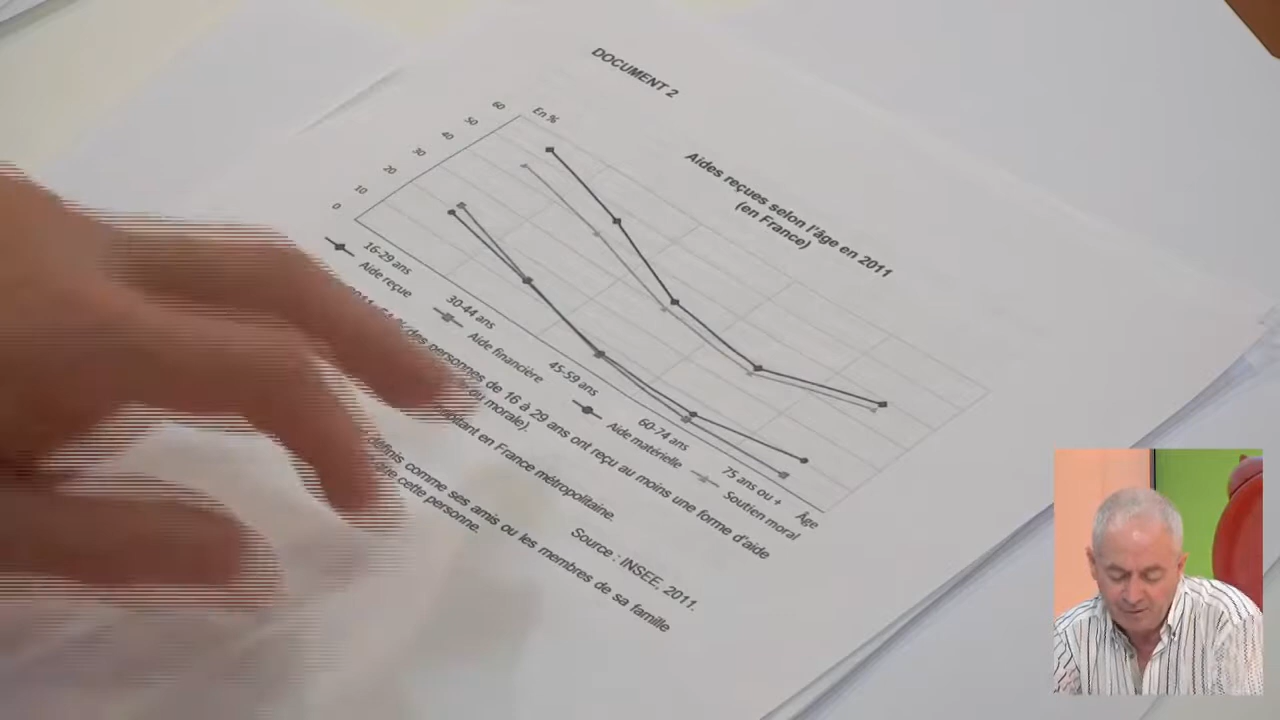 DOCUMENT 2
Aides reçues selon l'âge en 2011
(en France)
En %
60
50
40
30
20
10
0
16-29 ans
30-44 ans
45-59 ans
60-74 ans
75 ans ou +
Âge
Aide reçue
Aide financière
Aide matérielle
Soutien moral
des personnes de 16 à 29 ans ont reçu au moins une forme d'aide
ou morale).
habitant en France métropolitaine.
Source : INSEE, 2011.
définis comme ses amis ou les membres de sa famille
cette personne.